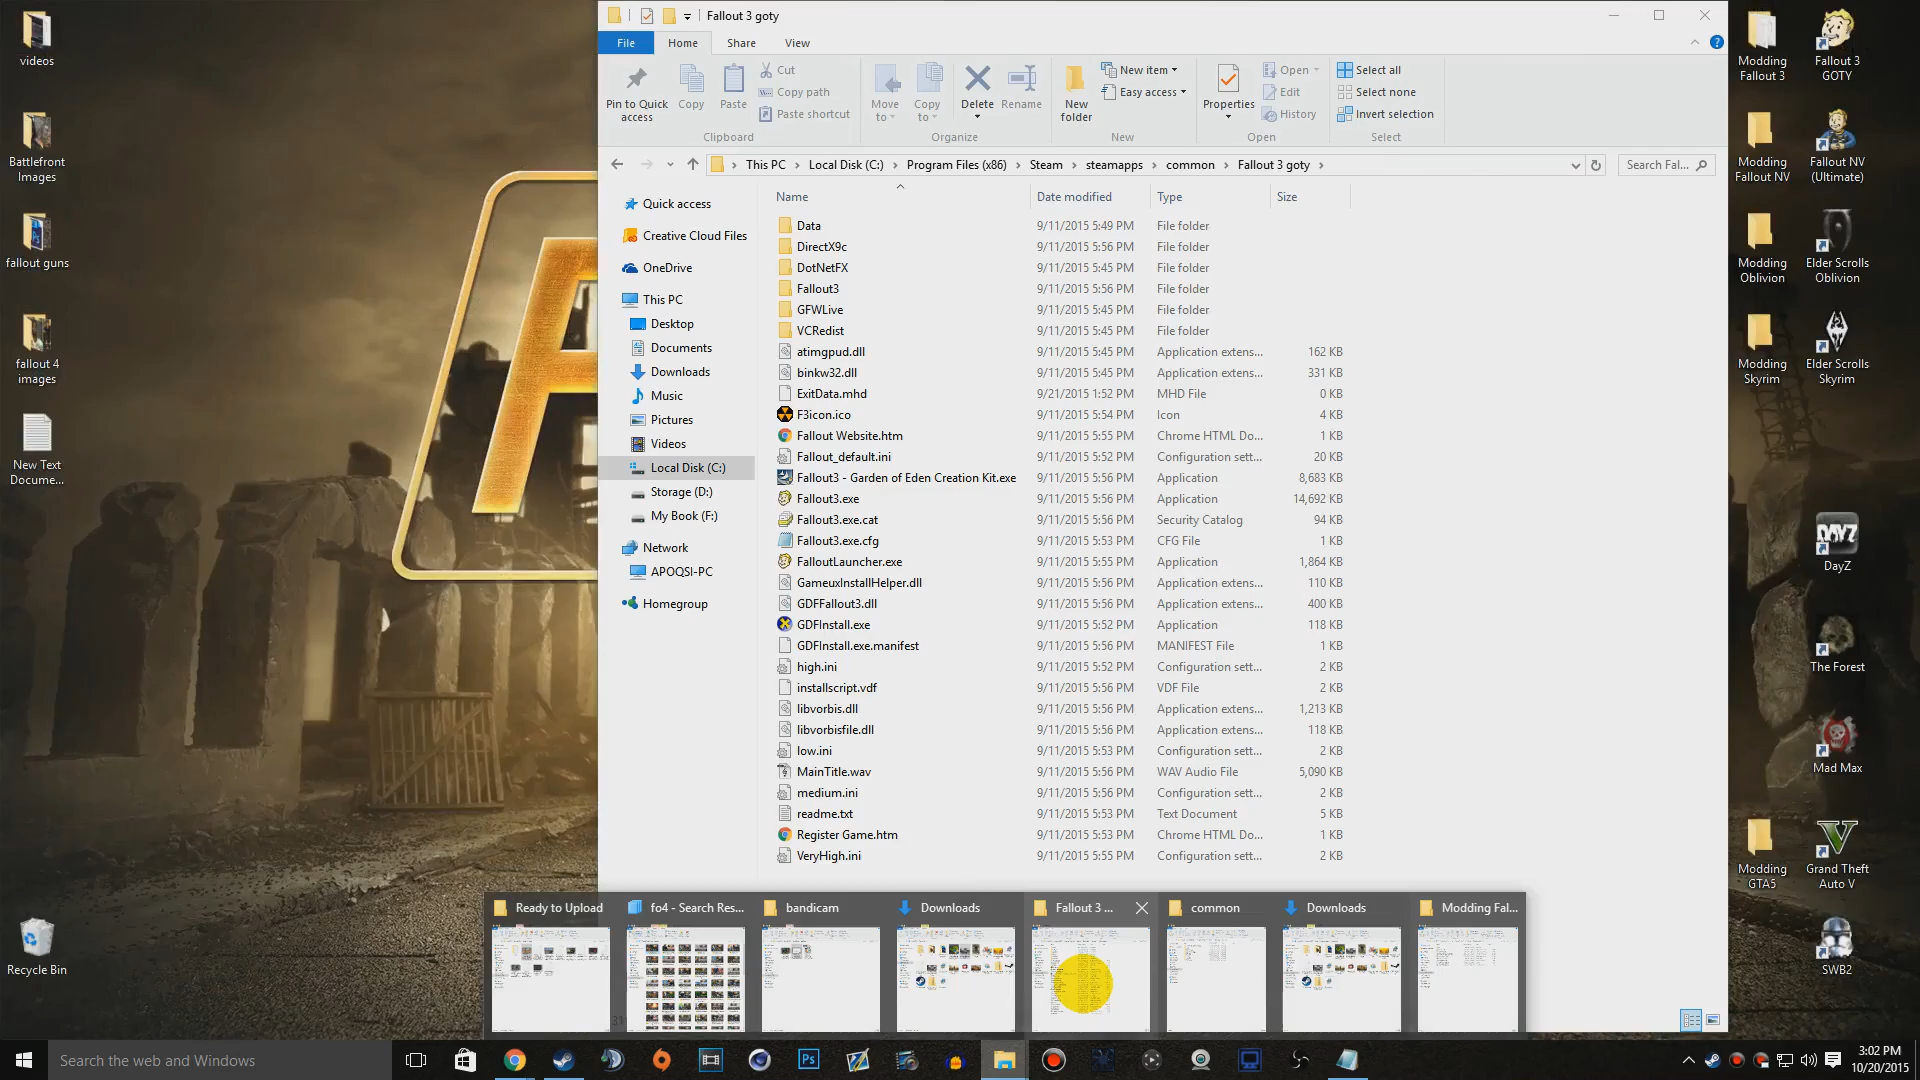 videos
Battlefront
Images
fallout guns
fallout 4
images
New Text
Docume...
Recycle Bin
Fallout 3 goty
File
Home
Share
View
Pin to Quick
access
Copy
Paste
Cut
Copy path
Paste shortcut
Clipboard
Move
to
Copy
to
Delete
Rename
Organize
New
folder
New item
Easy access
New
Properties
Open
Edit
History
Open
Select all
Select none
Invert selection
Select
This PC
Local Disk (C:)
Program Files (x86)
Steam
steamapps
common
Fallout 3 goty
Search Fal...
Quick access
Creative Cloud Files
OneDrive
This PC
Desktop
Documents
Downloads
Music
Pictures
Videos
Local Disk (C:)
Storage (D:)
My Book (F:)
Network
APOQSI-PC
Homegroup
Name Date modified Type Size
Data 9/11/2015 5:49 PM File folder
DirectX9c 9/11/2015 5:56 PM File folder
DotNetFX 9/11/2015 5:45 PM File folder
Fallout3 9/11/2015 5:56 PM File folder
GFWLive 9/11/2015 5:45 PM File folder
VCRedist 9/11/2015 5:45 PM File folder
atimgpud.dll 9/11/2015 5:45 PM Application extens... 162 KB
binkw32.dll 9/11/2015 5:45 PM Application extens... 331 KB
ExitData.mhd 9/21/2015 1:52 PM MHD File 0 KB
F3icon.ico 9/11/2015 5:54 PM Icon 4 KB
Fallout Website.htm 9/11/2015 5:55 PM Chrome HTML Do... 1 KB
Fallout_default.ini 9/11/2015 5:52 PM Configuration sett... 20 KB
Fallout3 - Garden of Eden Creation Kit.exe 9/11/2015 5:56 PM Application 8,683 KB
Fallout3.exe 9/11/2015 5:56 PM Application 14,692 KB
Fallout3.exe.cat 9/11/2015 5:56 PM Security Catalog 94 KB
Fallout3.exe.cfg 9/11/2015 5:53 PM CFG File 1 KB
FalloutLauncher.exe 9/11/2015 5:55 PM Application 1,864 KB
GameuxInstallHelper.dll 9/11/2015 5:56 PM Application extens... 110 KB
GDFFallout3.dll 9/11/2015 5:56 PM Application extens... 400 KB
GDFInstall.exe 9/11/2015 5:52 PM Application 118 KB
GDFInstall.exe.manifest 9/11/2015 5:56 PM MANIFEST File 1 KB
high.ini 9/11/2015 5:52 PM Configuration sett... 2 KB
installscript.vdf 9/11/2015 5:56 PM VDF File 2 KB
libvorbis.dll 9/11/2015 5:56 PM Application extens... 1,213 KB
libvorbisfile.dll 9/11/2015 5:56 PM Application extens... 118 KB
low.ini 9/11/2015 5:53 PM Configuration sett... 2 KB
MainTitle.wav 9/11/2015 5:56 PM WAV Audio File 5,090 KB
medium.ini 9/11/2015 5:56 PM Configuration sett... 2 KB
readme.txt 9/11/2015 5:53 PM Text Document 5 KB
Register Game.htm 9/11/2015 5:53 PM Chrome HTML Do... 1 KB
VeryHigh.ini 9/11/2015 5:55 PM Configuration sett... 2 KB
Modding
Fallout 3
Fallout 3
GOTY
Modding
Fallout NV
Fallout NV
(Ultimate)
Modding
Oblivion
Elder Scrolls
Oblivion
Modding
Skyrim
Elder Scrolls
Skyrim
DAYZ
DayZ
The Forest
Mad Max
Modding
GTA5
Grand Theft
Auto V
SWB2
Ready to Upload
fo4 - Search Res...
bandicam
Downloads
Fallout 3 ...
common
Downloads
Modding Fal...
Search the web and Windows
Ps
3:02 PM
10/20/2015